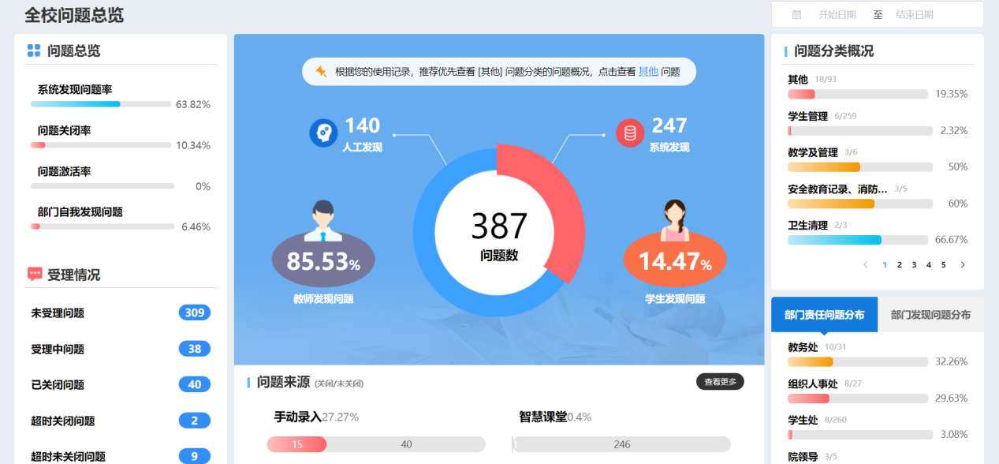 全校问题总览
开始日期 至 结束日期
问题总览
系统发现问题率
63.82%
问题关闭率
10.34%
问题激活率
0%
部门自我发现问题
6.46%
受理情况
未受理问题 309
受理中问题 38
已关闭问题 40
超时关闭问题 2
超时未关闭问题 9
根据您的使用记录，推荐优先查看 [其他] 问题分类的问题概况，点击查看 其他 问题
140
人工发现
247
系统发现
387
问题数
85.53%
教师发现问题
14.47%
学生发现问题
问题来源 (关闭/未关闭)
查看更多
手动录入27.27%
15 40
智慧课堂0.4%
246
问题分类概况
其他 18/93
19.35%
学生管理 6/259
2.32%
教学及管理 3/6
50%
安全教育记录、消防... 3/5
60%
卫生清理 2/3
66.67%
< 1 2 3 4 5 >
部门责任问题分布 部门发现问题分布
教务处 10/31
32.26%
组织人事处 8/27
29.63%
学生处 8/260
3.08%
院领导 3/5